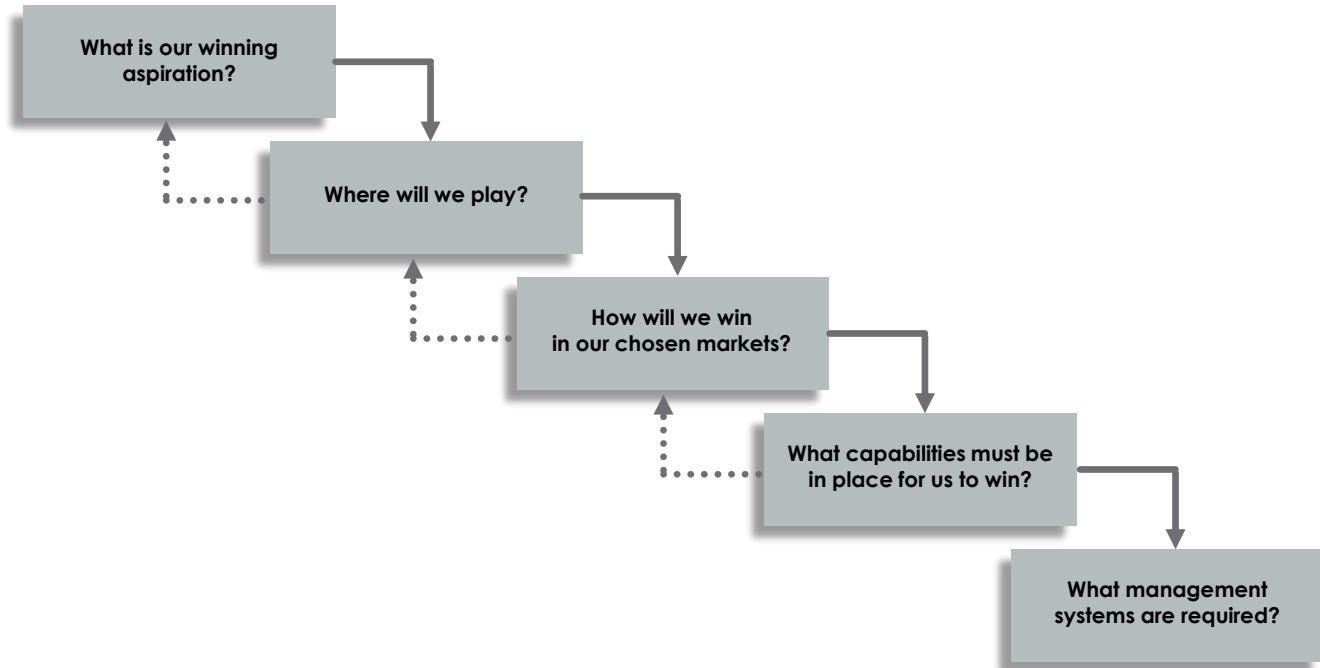 What is our winning
aspiration?
Where will we play?
How will we win
in our chosen markets?
What capabilities must be
in place for us to win?
What management
systems are required?